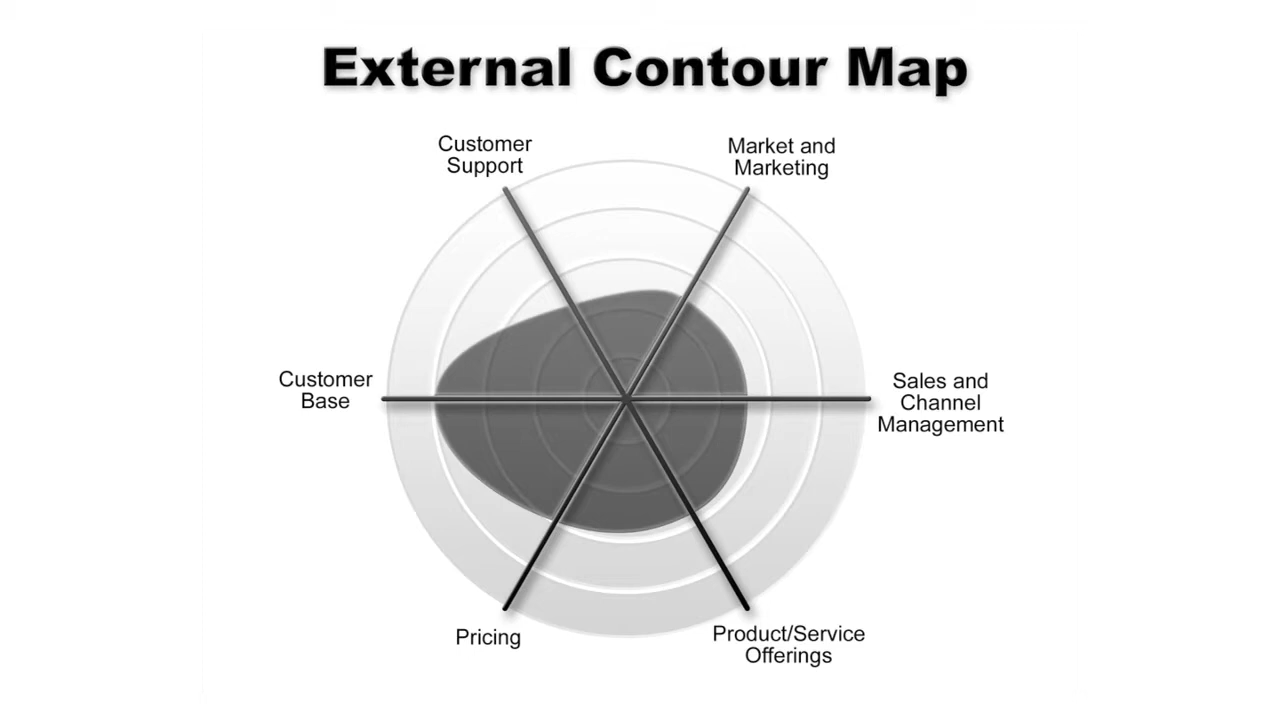 External Contour Map
Customer
Support
Market and
Marketing
Customer
Base
Sales and
Channel
Management
Pricing
Product/Service
Offerings